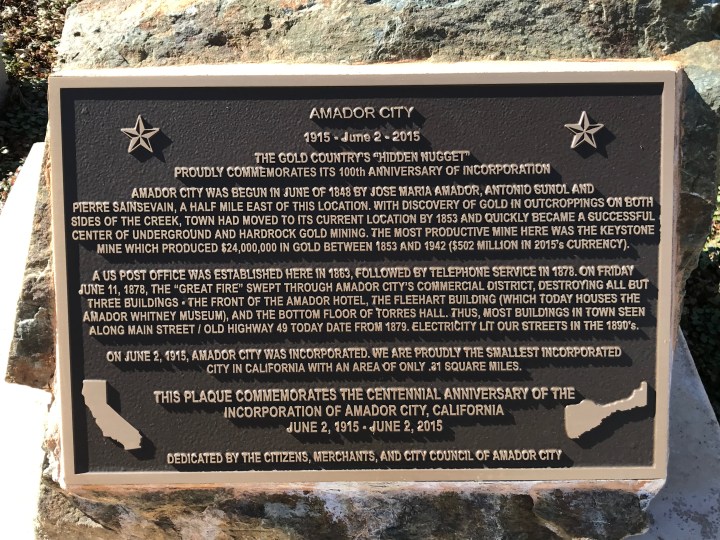 AMADOR CITY
1915 - June 2 - 2015
THE GOLD COUNTRY'S "HIDDEN NUGGET"
PROUDLY COMMEMORATES ITS 100th ANNIVERSARY OF INCORPORATION
AMADOR CITY WAS BEGUN IN JUNE OF 1848 BY JOSE MARIA AMADOR, ANTONIO SUNOL AND
PIERRE SAINSEVAIN, A HALF MILE EAST OF THIS LOCATION. WITH DISCOVERY OF GOLD IN OUTCROPPINGS ON BOTH
SIDES OF THE CREEK, TOWN HAD MOVED TO ITS CURRENT LOCATION BY 1853 AND QUICKLY BECAME A SUCCESSFUL
CENTER OF UNDERGROUND AND HARDROCK GOLD MINING. THE MOST PRODUCTIVE MINE HERE WAS THE KEYSTONE
MINE WHICH PRODUCED $24,000,000 IN GOLD BETWEEN 1853 AND 1942 ($502 MILLION IN 2015's CURRENCY).
A US POST OFFICE WAS ESTABLISHED HERE IN 1863, FOLLOWED BY TELEPHONE SERVICE IN 1878. ON FRIDAY
JUNE 11, 1878, THE "GREAT FIRE" SWEPT THROUGH AMADOR CITY'S COMMERCIAL DISTRICT, DESTROYING ALL BUT
THREE BUILDINGS - THE FRONT OF THE AMADOR HOTEL, THE FLEEHART BUILDING (WHICH TODAY HOUSES THE
AMADOR WHITNEY MUSEUM), AND THE BOTTOM FLOOR OF TORRES HALL. THUS, MOST BUILDINGS IN TOWN SEEN
ALONG MAIN STREET / OLD HIGHWAY 49 TODAY DATE FROM 1879. ELECTRICITY LIT OUR STREETS IN THE 1890's.
ON JUNE 2, 1915, AMADOR CITY WAS INCORPORATED. WE ARE PROUDLY THE SMALLEST INCORPORATED
CITY IN CALIFORNIA WITH AN AREA OF ONLY .31 SQUARE MILES.
THIS PLAQUE COMMEMORATES THE CENTENNIAL ANNIVERSARY OF THE
INCORPORATION OF AMADOR CITY, CALIFORNIA
JUNE 2, 1915 - JUNE 2, 2015
DEDICATED BY THE CITIZENS, MERCHANTS, AND CITY COUNCIL OF AMADOR CITY